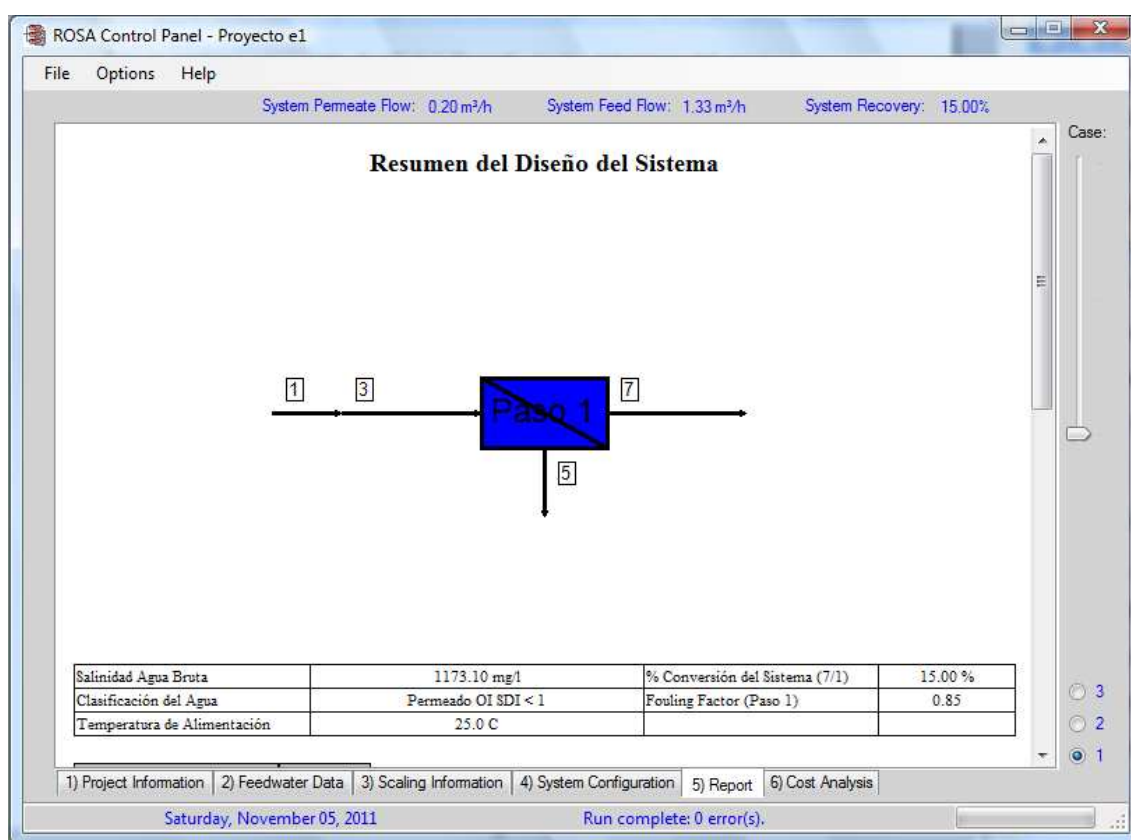 ROSA Control Panel - Proyecto e1
File Options Help
System Permeate Flow: 0.20 m³/h System Feed Flow: 1.33 m³/h System Recovery: 15.00%
Case:
Resumen del Diseño del Sistema
1 3 7
Paso 1
5
Salinidad Agua Bruta 1173.10 mg/l % Conversión del Sistema (7/1) 15.00 %
Clasificación del Agua Permeado OI SDI < 1 Fouling Factor (Paso 1) 0.85
Temperatura de Alimentación 25.0 C
3
2
1
1) Project Information 2) Feedwater Data 3) Scaling Information 4) System Configuration 5) Report 6) Cost Analysis
Saturday, November 05, 2011 Run complete: 0 error(s).